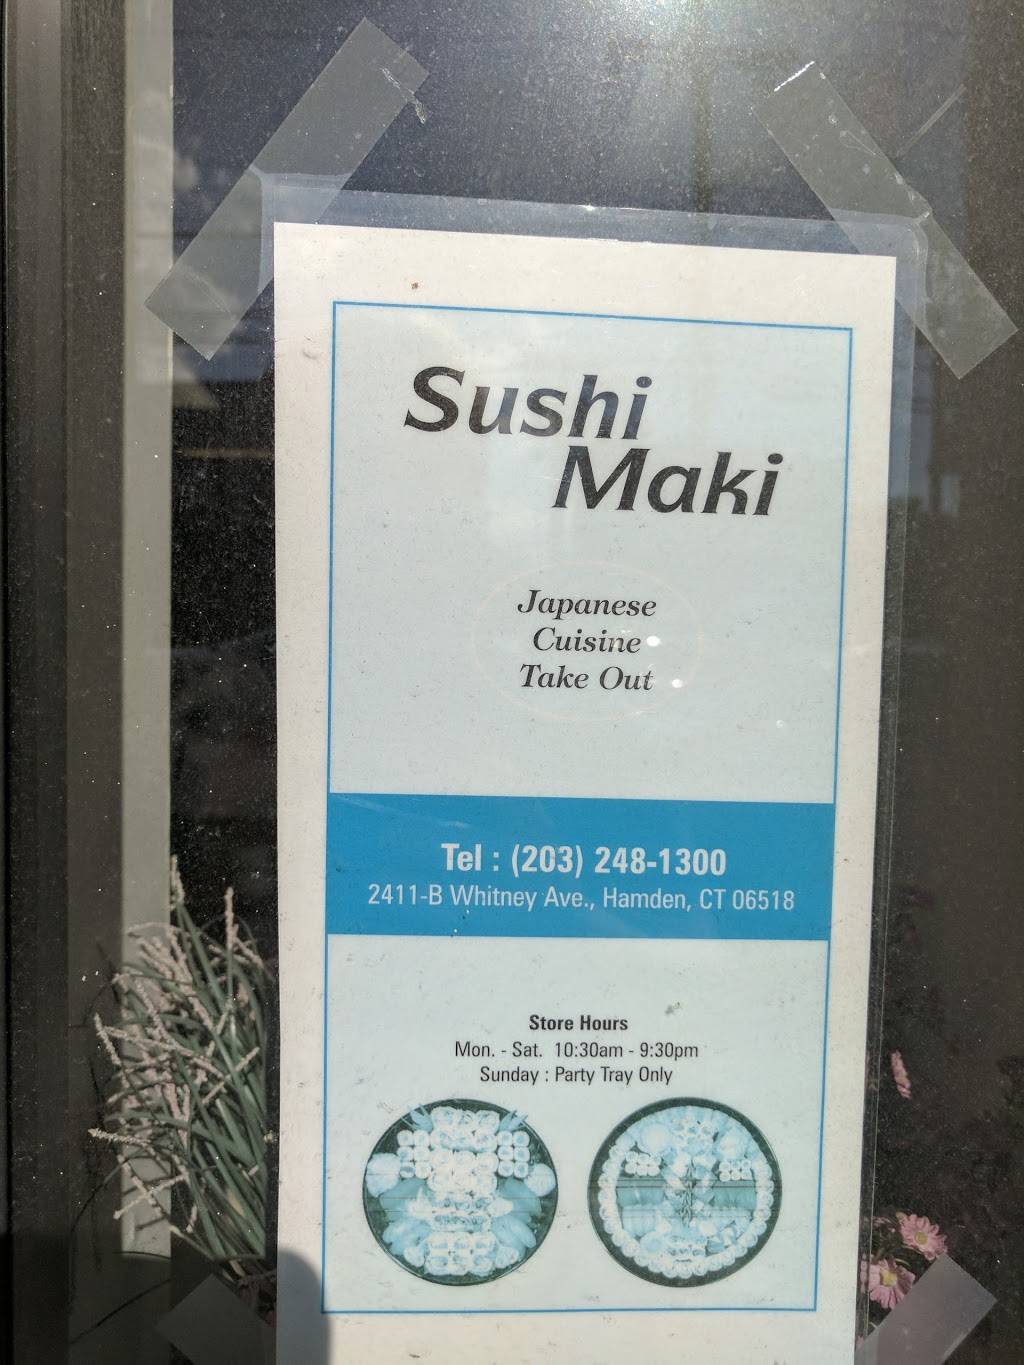 Sushi
Maki
Japanese
Cuisine
Take Out
Tel : (203) 248-1300
2411-B Whitney Ave., Hamden, CT 06518
Store Hours
Mon. - Sat. 10:30am - 9:30pm
Sunday : Party Tray Only